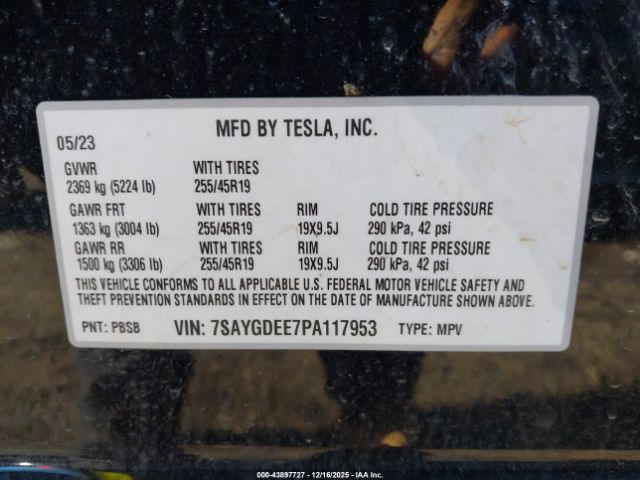 MFD BY TESLA, INC.
05/23
GVWR WITH TIRES
2369 kg (5224 lb) 255/45R19
GAWR FRT WITH TIRES RIM COLD TIRE PRESSURE
1363 kg (3004 lb) 255/45R19 19X9.5J 290 kPa, 42 psi
GAWR RR WITH TIRES RIM COLD TIRE PRESSURE
1500 kg (3306 lb) 255/45R19 19X9.5J 290 kPa, 42 psi
THIS VEHICLE CONFORMS TO ALL APPLICABLE U.S. FEDERAL MOTOR VEHICLE SAFETY AND
THEFT PREVENTION STANDARDS IN EFFECT ON THE DATE OF MANUFACTURE SHOWN ABOVE.
PNT: PBSB VIN: 7SAYGDEE7PA117953 TYPE: MPV
000-43897727 - 12/16/2025 - IAA Inc.